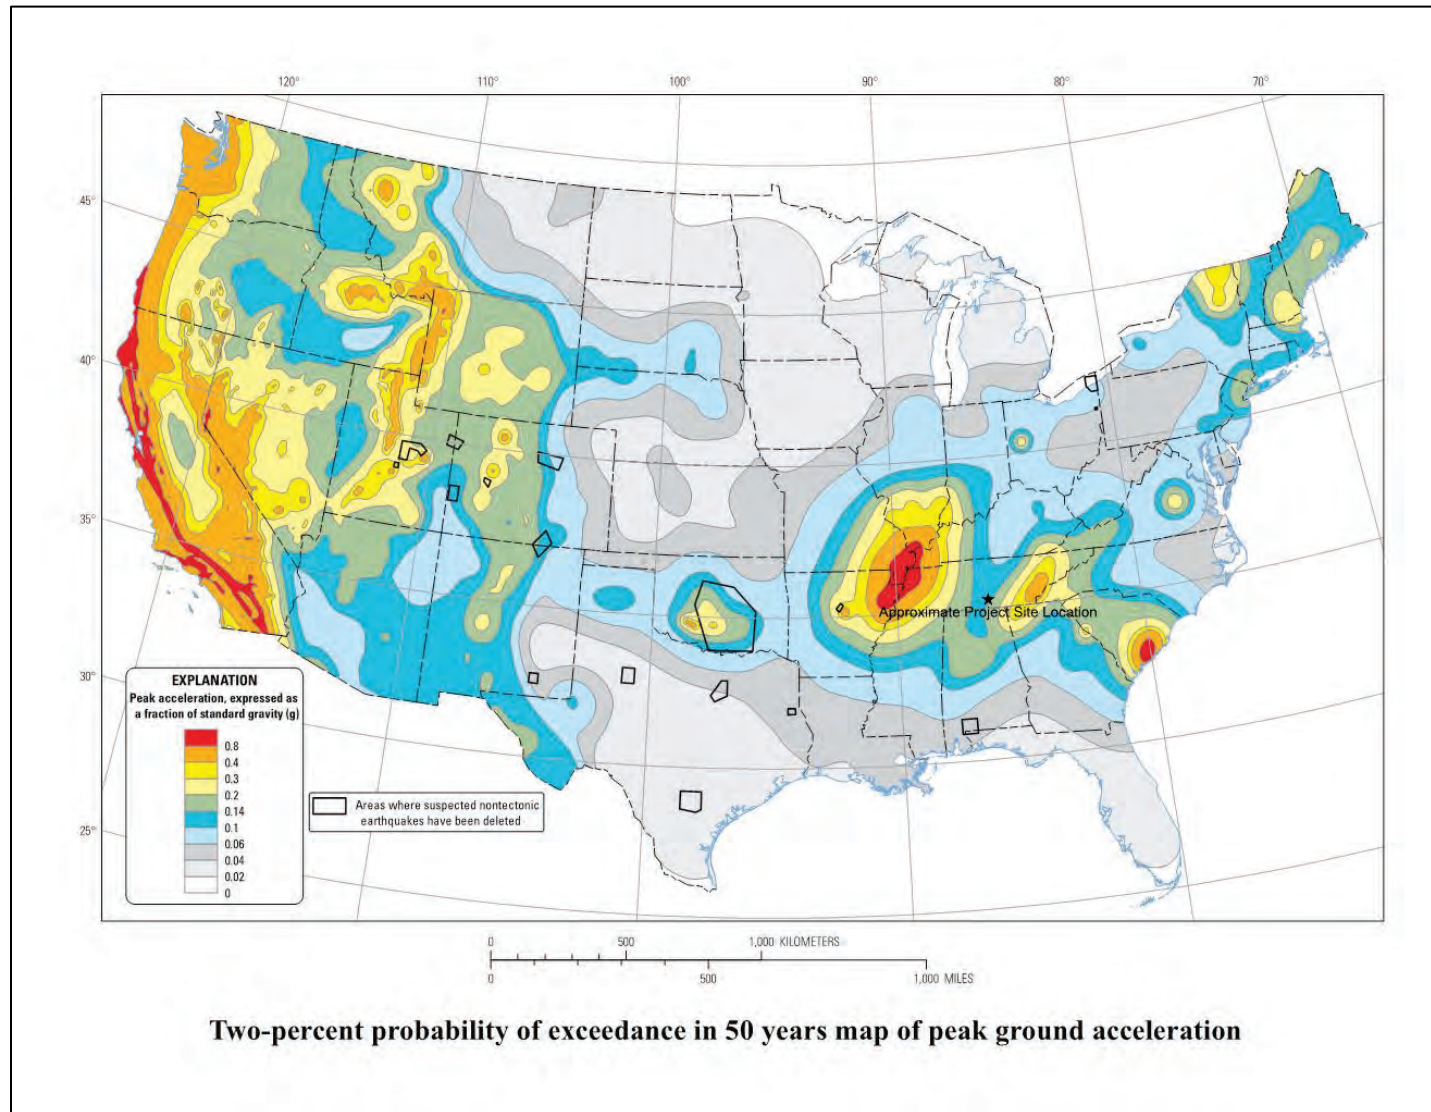 120°
110°
100°
90°
80°
70°
45°
40°
35°
30°
25°
Approximate Project Site Location
EXPLANATION
Peak acceleration, expressed as
a fraction of standard gravity (g)
0.8
0.4
0.3
0.2
0.14
0.1
0.06
0.04
0.02
0
Areas where suspected nontectonic
earthquakes have been deleted
0 500 1,000 KILOMETERS
0 500 1,000 MILES
Two-percent probability of exceedance in 50 years map of peak ground acceleration